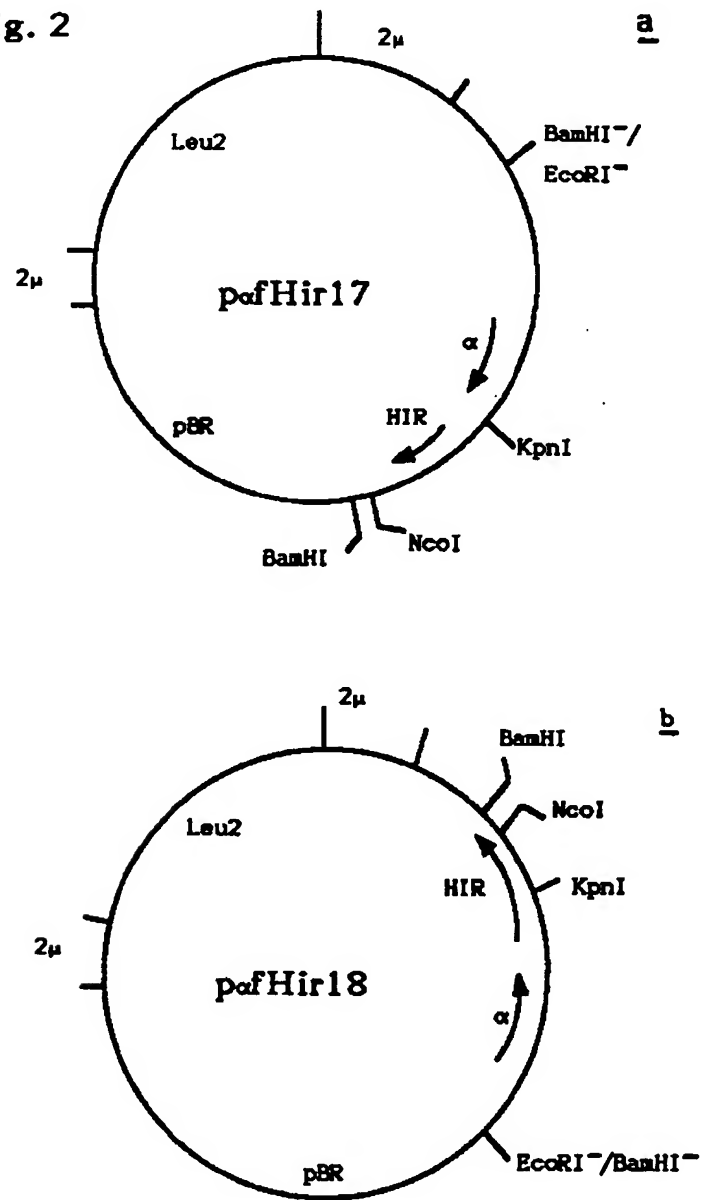 g. 2
a
2μ
BamHI⁻/
EcoRI⁻
Leu2
2μ
pαfHir17
α
HIR
pBR
KpnI
NcoI
BamHI
2μ
b
BamHI
Leu2
NcoI
HIR
KpnI
2μ
pαfHir18
α
EcoRI⁻/BamHI⁻
pBR